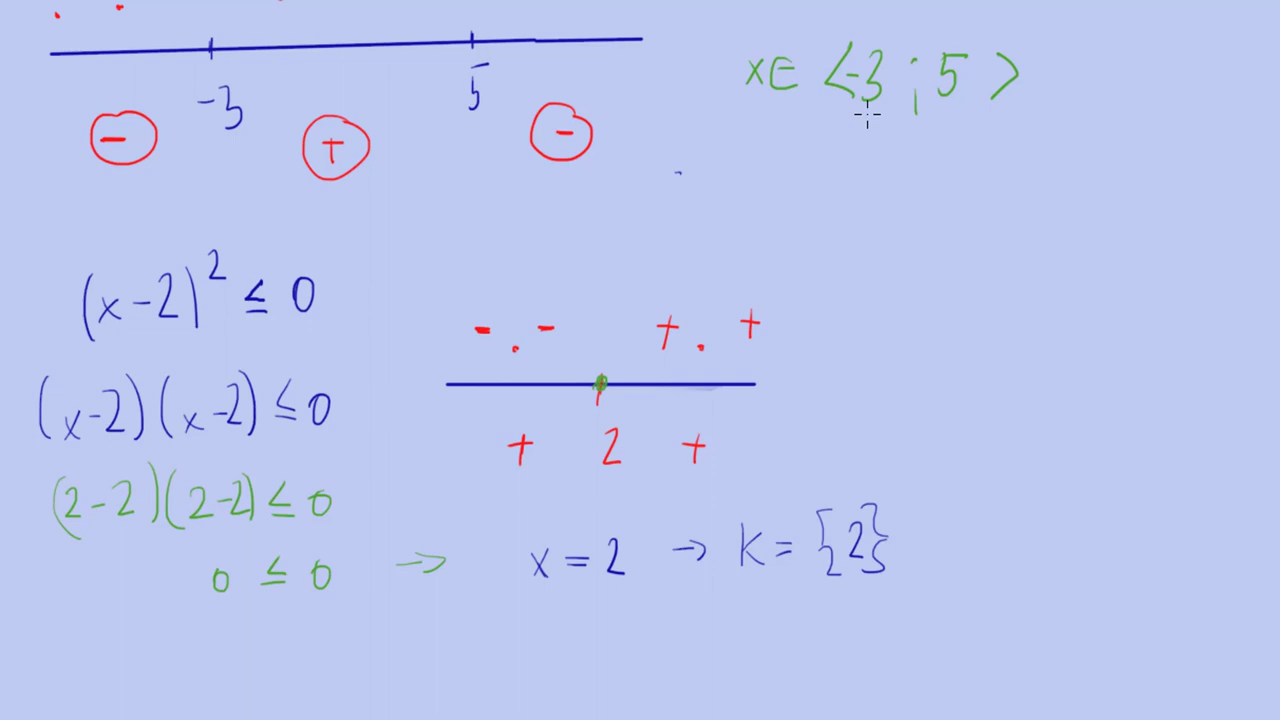 -3 5 x∈ <-3 ; 5 >
- + -
(x-2)² ≤ 0
- . - + . +
(x-2)(x-2) ≤ 0
+ 2 +
(2-2)(2-2) ≤ 0
0 ≤ 0 → x = 2 → K = {2}